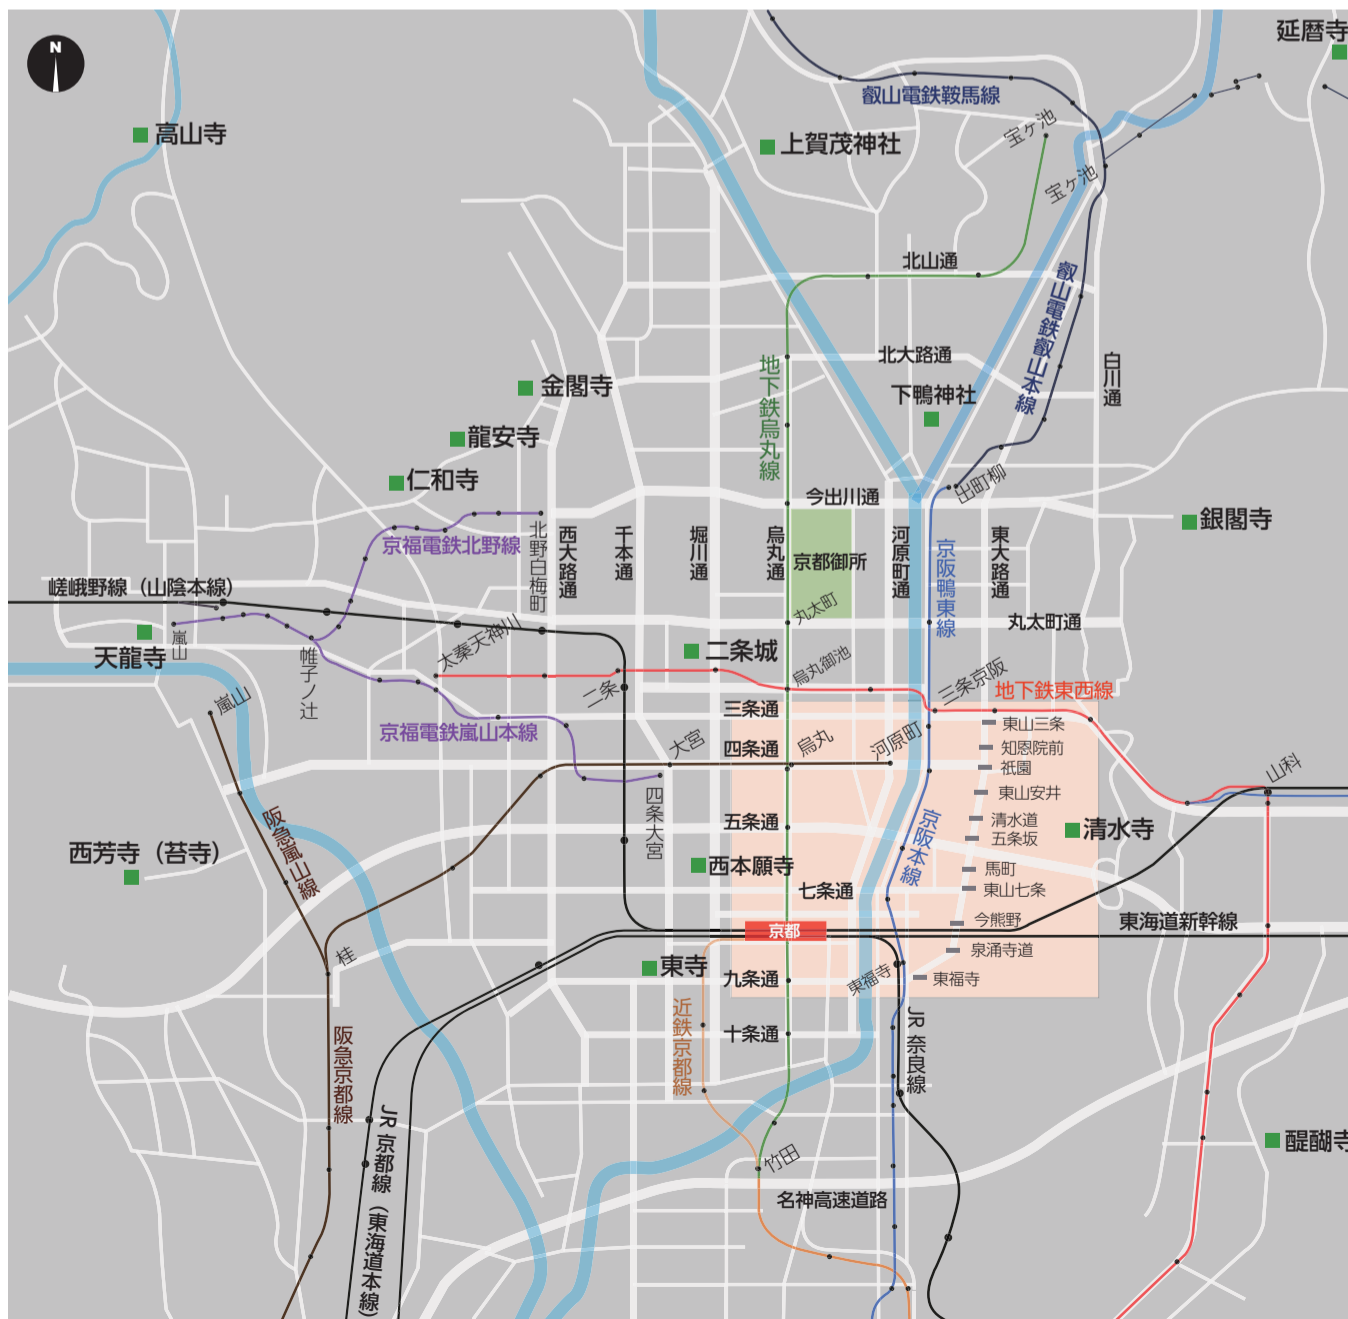 N
延暦寺
高山寺
叡山電鉄鞍馬線
宝ヶ池
上賀茂神社
宝ヶ池
北山通
叡山電鉄叡山本線
北大路通
白川通
地下鉄烏丸線
金閣寺
下鴨神社
龍安寺
仁和寺
出町柳
今出川通
銀閣寺
京福電鉄北野線
北野白梅町
西大路通
千本通
堀川通
烏丸通
京都御所
河原町通
京阪鴨東線
東大路通
嵯峨野線（山陰本線）
丸太町
丸太町通
嵐山
天龍寺
帷子ノ辻
太秦天神川
二条城
烏丸御池
三条京阪
地下鉄東西線
嵐山
二条
三条通
東山三条
京福電鉄嵐山本線
大宮
四条通
烏丸
河原町
知恩院前
祇園
山科
四条大宮
東山安井
阪急嵐山線
五条通
京阪本線
清水道
五条坂
清水寺
西芳寺（苔寺）
西本願寺
馬町
七条通
東山七条
京都
今熊野
東海道新幹線
桂
東寺
九条通
泉涌寺道
東福寺
東福寺
近鉄京都線
十条通
JR 奈良線
阪急京都線
JR 京都線（東海道本線）
醍醐寺
竹田
名神高速道路